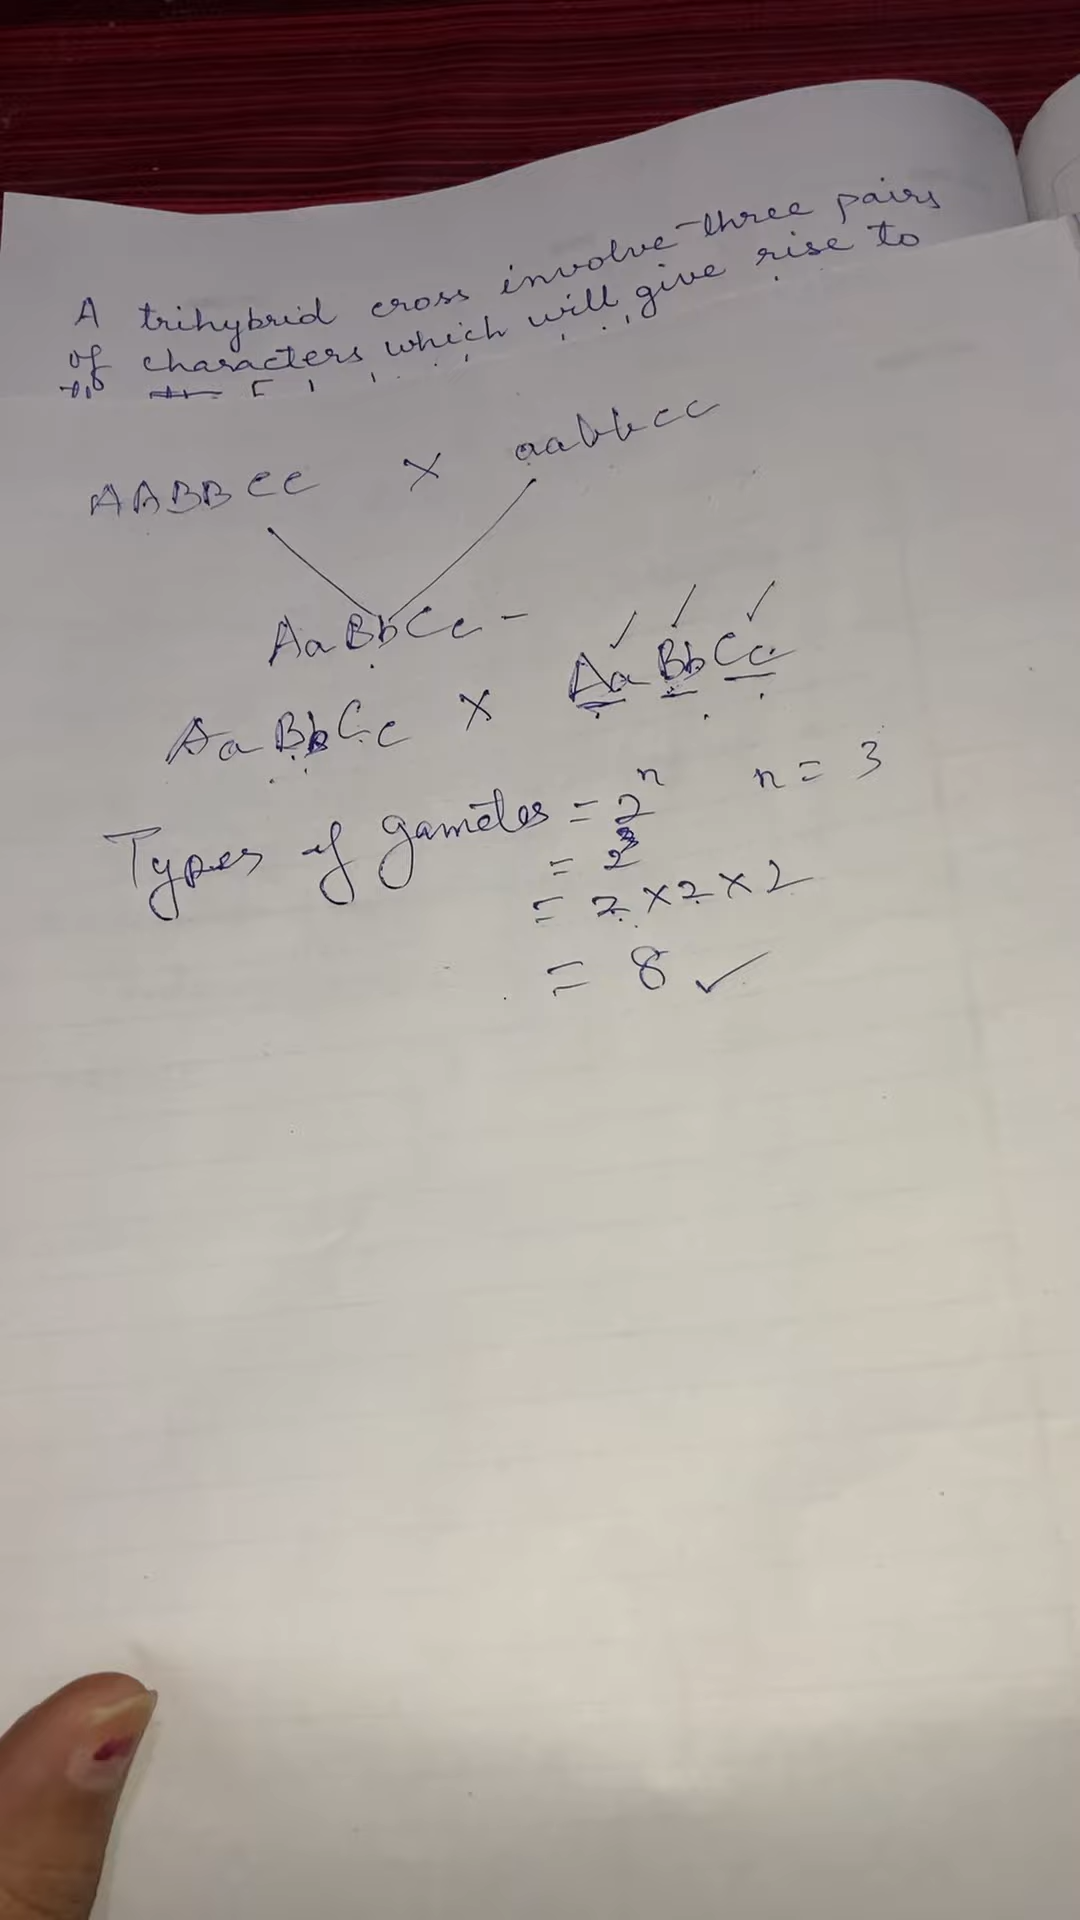 A trihybrid cross involve three pairs
of characters which will give rise to
AABBCC × aabbcc
AaBbCc -
AaBbCc × AaBbCc
Types of gametes = 2ⁿ n = 3
= 2³
= 2×2×2
= 8 ✓